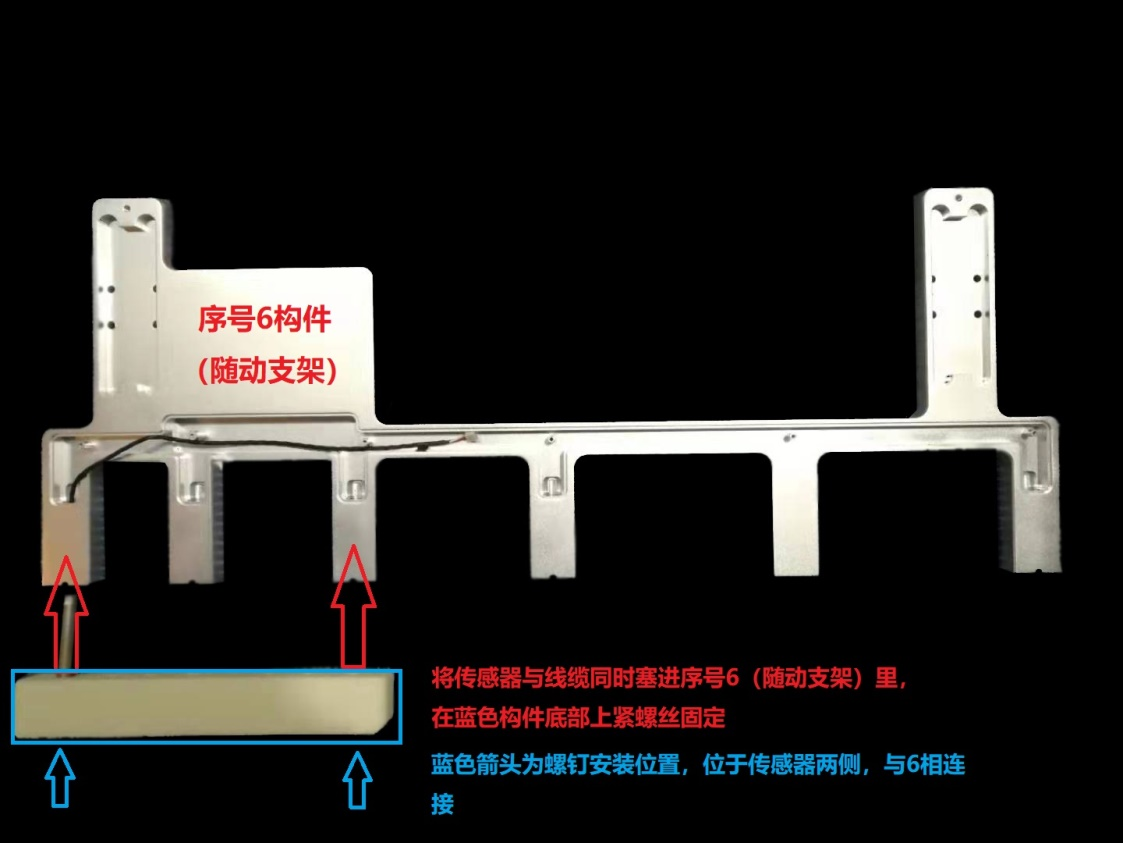 序号6构件
（随动支架）
将传感器与线缆同时塞进序号6（随动支架）里，
在蓝色构件底部上紧螺丝固定
蓝色箭头为螺钉安装位置，位于传感器两侧，与6相连
接